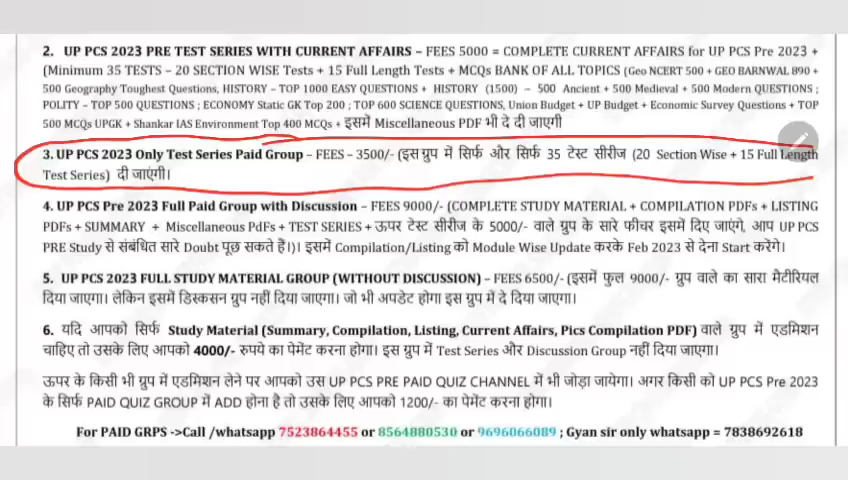 2. UP PCS 2023 PRE TEST SERIES WITH CURRENT AFFAIRS – FEES 5000 = COMPLETE CURRENT AFFAIRS for UP PCS Pre 2023 +
(Minimum 35 TESTS – 20 SECTION WISE Tests + 15 Full Length Tests + MCQs BANK OF ALL TOPICS (Geo NCERT 500 + GEO BARNWAL 890 +
500 Geography Toughest Questions, HISTORY – TOP 1000 EASY QUESTIONS + HISTORY (1500) – 500 Ancient + 500 Medieval + 500 Modern QUESTIONS ;
POLITY – TOP 500 QUESTIONS ; ECONOMY Static GK Top 200 ; TOP 600 SCIENCE QUESTIONS, Union Budget + UP Budget + Economic Survey Questions + TOP
500 MCQs UPGK + Shankar IAS Environment Top 400 MCQs + इसमें Miscellaneous PDF भी दे दी जाएगी
3. UP PCS 2023 Only Test Series Paid Group – FEES – 3500/- (इस ग्रुप में सिर्फ और सिर्फ 35 टेस्ट सीरीज (20 Section Wise + 15 Full Length
Test Series) दी जाएंगी।
4. UP PCS Pre 2023 Full Paid Group with Discussion – FEES 9000/- (COMPLETE STUDY MATERIAL + COMPILATION PDFs + LISTING
PDFs + SUMMARY + Miscellaneous PdFs + TEST SERIES + ऊपर टेस्ट सीरीज के 5000/- वाले ग्रुप के सारे फीचर इसमें दिए जाएंगे, आप UP PCS
PRE Study से संबंधित सारे Doubt पूछ सकते हैं।)। इसमें Compilation/Listing को Module Wise Update करके Feb 2023 से देना Start करेंगे।
5. UP PCS 2023 FULL STUDY MATERIAL GROUP (WITHOUT DISCUSSION) – FEES 6500/- (इसमें फुल 9000/- ग्रुप वाले का सारा मैटीरियल
दिया जाएगा। लेकिन इसमें डिस्कसन ग्रुप नहीं दिया जाएगा। जो भी अपडेट होगा इस ग्रुप में दे दिया जाएगा।
6. यदि आपको सिर्फ Study Material (Summary, Compilation, Listing, Current Affairs, Pics Compilation PDF) वाले ग्रुप में एडमिशन
चाहिए तो उसके लिए आपको 4000/- रुपये का पेमेंट करना होगा। इस ग्रुप में Test Series और Discussion Group नहीं दिया जाएगा।
ऊपर के किसी भी ग्रुप में एडमिशन लेने पर आपको उस UP PCS PRE PAID QUIZ CHANNEL में भी जोड़ा जायेगा। अगर किसी को UP PCS Pre 2023
के सिर्फ PAID QUIZ GROUP में ADD होना है तो उसके लिए आपको 1200/- का पेमेंट करना होगा।
For PAID GRPS ->Call /whatsapp 7523864455 or 8564880530 or 9696066089 ; Gyan sir only whatsapp = 7838692618